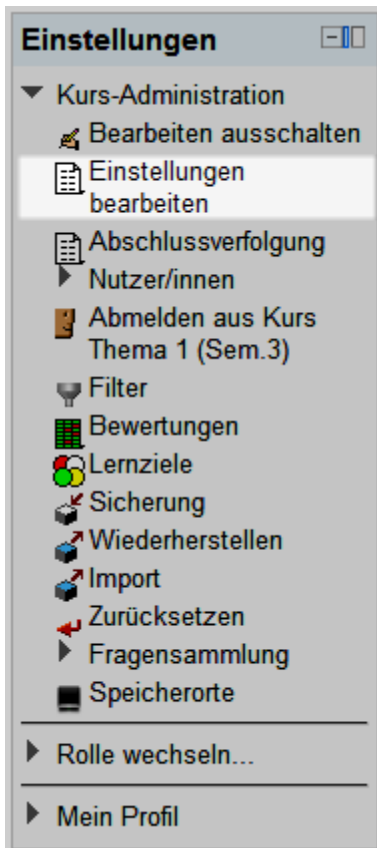 Einstellungen
Kurs-Administration
Bearbeiten ausschalten
Einstellungen
bearbeiten
Abschlussverfolgung
Nutzer/innen
Abmelden aus Kurs
Thema 1 (Sem.3)
Filter
Bewertungen
Lernziele
Sicherung
Wiederherstellen
Import
Zurücksetzen
Fragensammlung
Speicherorte
Rolle wechseln...
Mein Profil